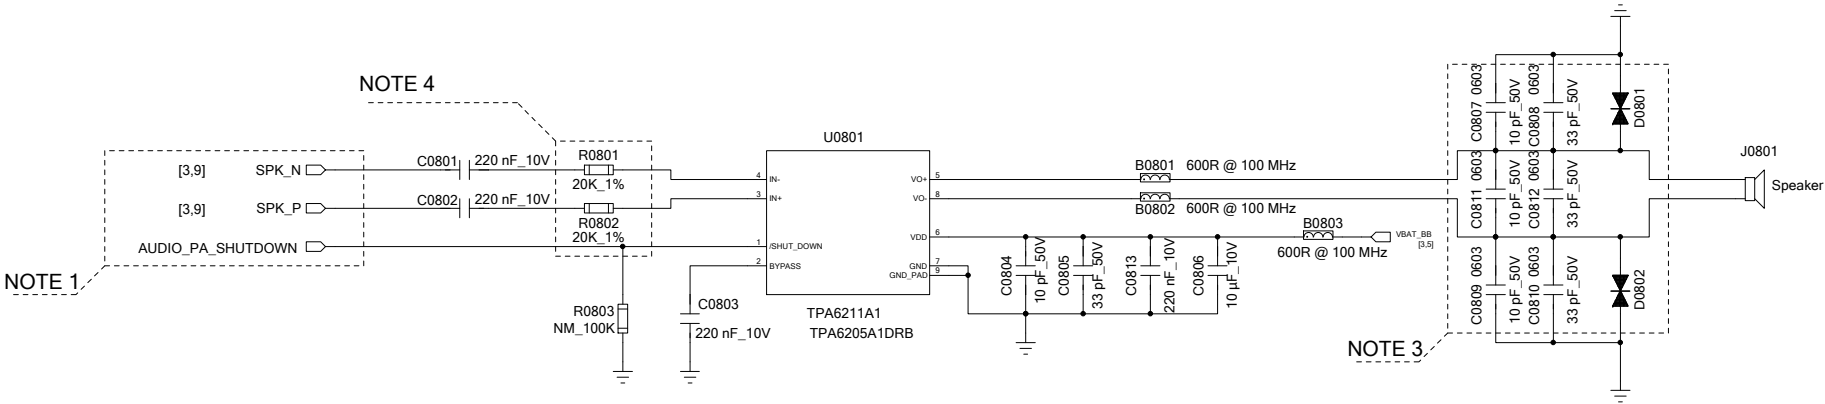 NOTE 4
NOTE 1
[3,9] SPK_N
[3,9] SPK_P
AUDIO_PA_SHUTDOWN
C0801 220 nF_10V
C0802 220 nF_10V
R0801
20K_1%
R0802
20K_1%
R0803
NM_100K
C0803
220 nF_10V
U0801
4 IN-
3 IN+
1 /SHUT_DOWN
2 BYPASS
VO+ 5
VO- 8
VDD 6
GND 7
GND_PAD 9
TPA6211A1
TPA6205A1DRB
B0801 600R @ 100 MHz
B0802 600R @ 100 MHz
B0803
600R @ 100 MHz
VBAT_BB
[3,5]
C0804 10 pF_50V
C0805 33 pF_50V
C0813 220 nF_10V
C0806 10 µF_10V
NOTE 3
C0807 0603 10 pF_50V
C0808 0603 33 pF_50V
D0801
C0811 0603 10 pF_50V
C0812 0603 33 pF_50V
C0809 0603 10 pF_50V
C0810 0603 33 pF_50V
D0802
J0801
Speaker